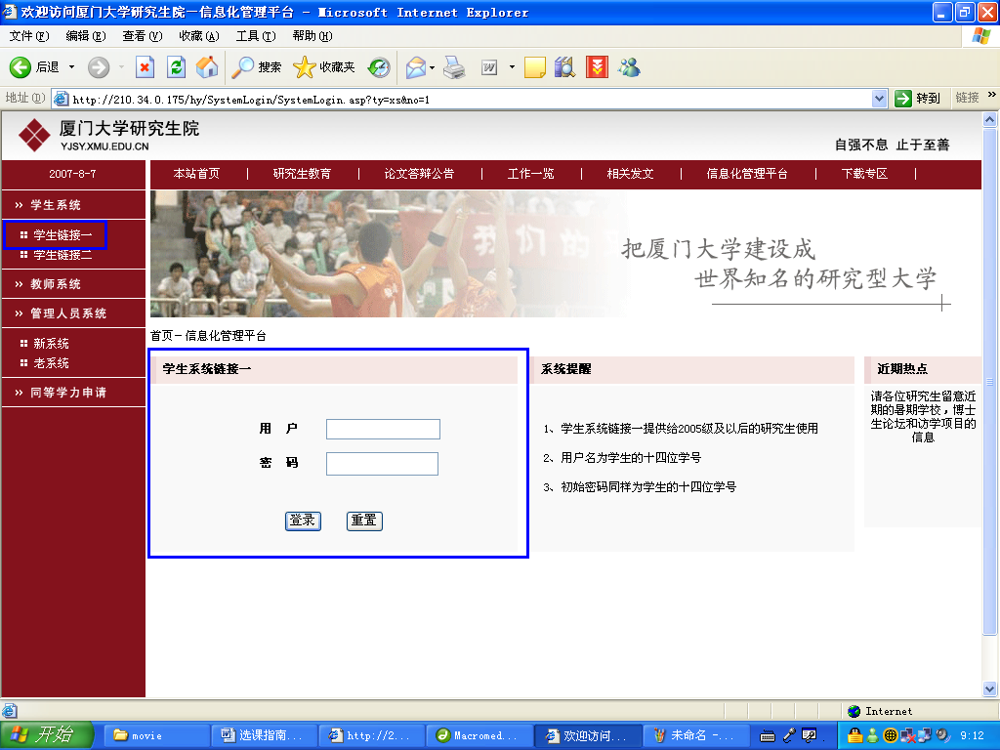 欢迎访问厦门大学研究生院－信息化管理平台 - Microsoft Internet Explorer
文件(F) 编辑(E) 查看(V) 收藏(A) 工具(T) 帮助(H)
后退 搜索 收藏夹
地址(D) http://210.34.0.175/hy/SystemLogin/SystemLogin.asp?ty=xs&no=1 转到 链接 »
厦门大学研究生院
YJSY.XMU.EDU.CN
自强不息 止于至善
2007-8-7 本站首页 | 研究生教育 | 论文答辩公告 | 工作一览 | 相关发文 | 信息化管理平台 | 下载专区 |
» 学生系统
学生链接一
学生链接二
» 教师系统
» 管理人员系统
新系统
老系统
» 同等学力申请
我们的
把厦门大学建设成
世界知名的研究型大学
首页－信息化管理平台
学生系统链接一
用 户
密 码
登录 重置
系统提醒
1、学生系统链接一提供给2005级及以后的研究生使用
2、用户名为学生的十四位学号
3、初始密码同样为学生的十四位学号
近期热点
请各位研究生留意近
期的暑期学校，博士
生论坛和访学项目的
信息
Internet
开始 movie 选课指南... http://2... Macromed... 欢迎访问... 未命名 -... 9:12